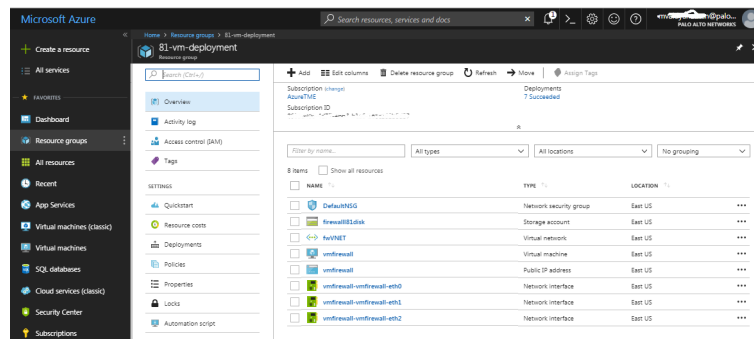 Microsoft Azure
Search resources, services and docs
n@palo...
PALO ALTO NETWORKS
Create a resource
All services
FAVORITES
Dashboard
Resource groups
All resources
Recent
App Services
Virtual machines (classic)
Virtual machines
SQL databases
Cloud services (classic)
Security Center
Subscriptions
Home > Resource groups > 81-vm-deployment
81-vm-deployment
Resource group
Search (Ctrl+/)
Overview
Activity log
Access control (IAM)
Tags
SETTINGS
Quickstart
Resource costs
Deployments
Policies
Properties
Locks
Automation script
Add Edit columns Delete resource group Refresh Move Assign Tags
Subscription (change) Deployments
AzureTME 7 Succeeded
Subscription ID
Filter by name... All types All locations No grouping
8 items Show all resources
NAME TYPE LOCATION
DefaultNSG Network security group East US
firewall81disk Storage account East US
fwVNET Virtual network East US
vmfirewall Virtual machine East US
vmfirewall Public IP address East US
vmfirewall-vmfirewall-eth0 Network interface East US
vmfirewall-vmfirewall-eth1 Network interface East US
vmfirewall-vmfirewall-eth2 Network interface East US